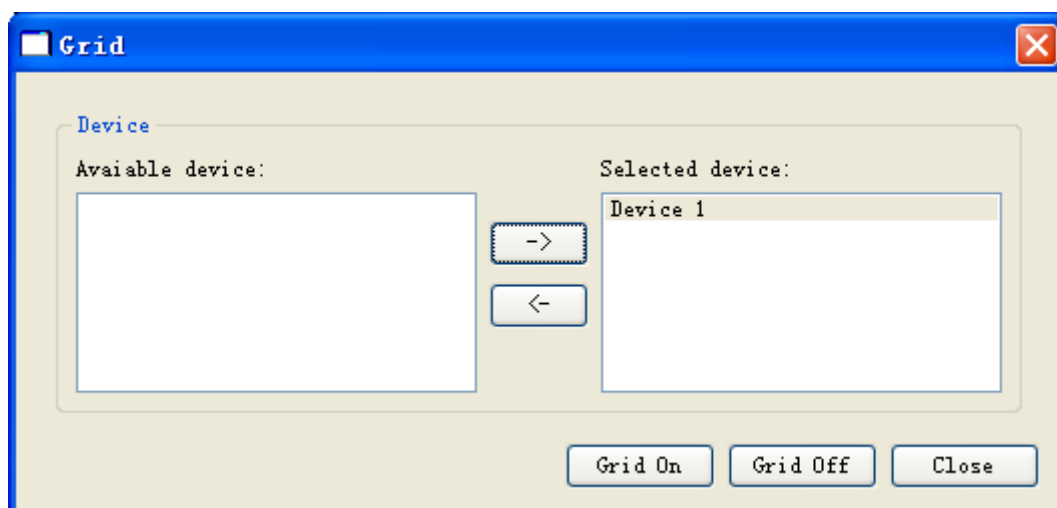 Grid
Device
Avaiable device:
Selected device:
Device 1
->
<-
Grid On
Grid Off
Close